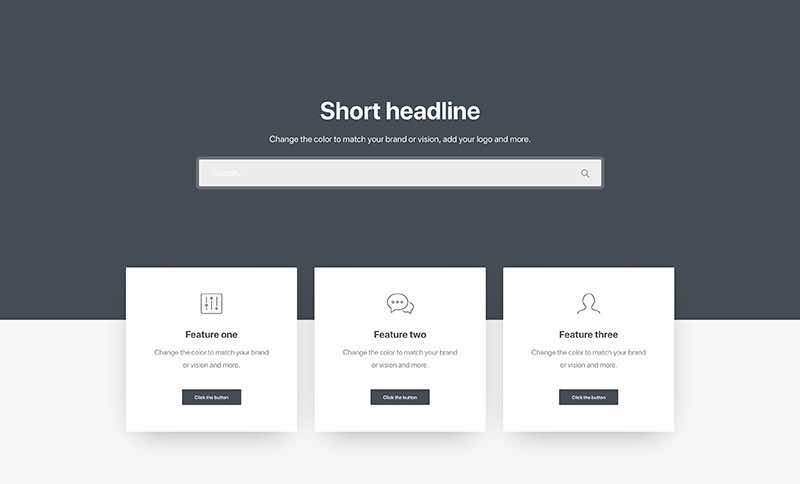 Short headline
Change the color to match your brand or vision, add your logo and more.
Search...
Feature one
Change the color to match your brand
or vision and more.
Click the button
Feature two
Change the color to match your brand
or vision and more.
Click the button
Feature three
Change the color to match your brand
or vision and more.
Click the button